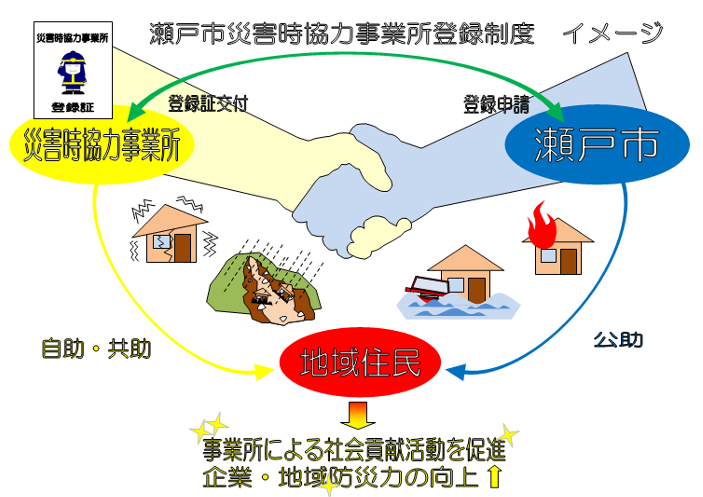 瀬戸市災害時協力事業所登録制度　イメージ
災害時協力事業所
登録証
登録証交付
登録申請
災害時協力事業所
瀬戸市
自助・共助
公助
地域住民
事業所による社会貢献活動を促進
企業・地域防災力の向上